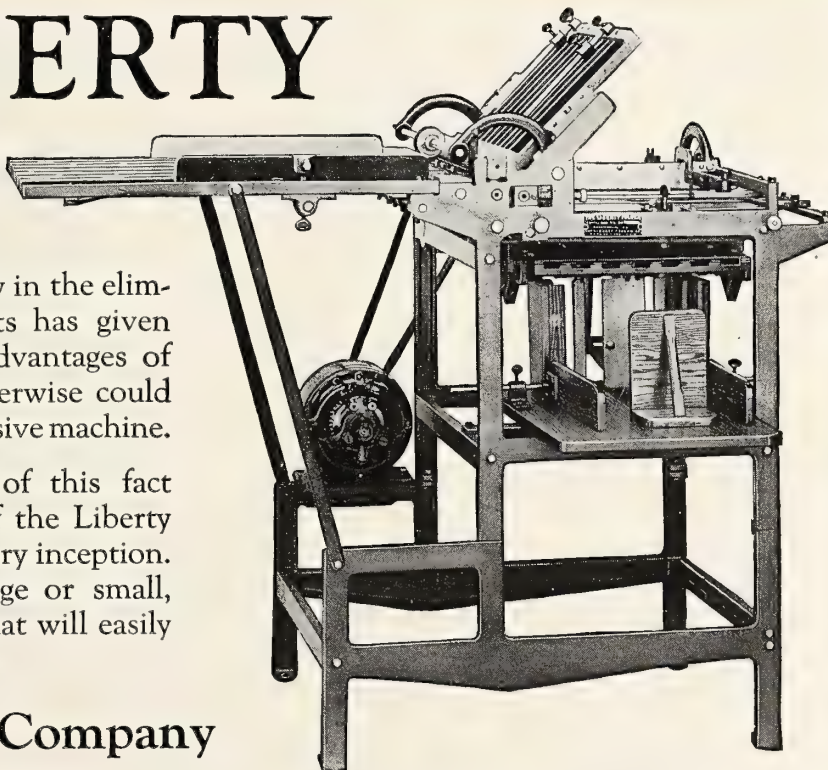 ERTY
y in the elim-
ts has given
dvantages of
erwise could
sive machine.
of this fact
f the Liberty
ry inception.
ge or small,
at will easily
Company